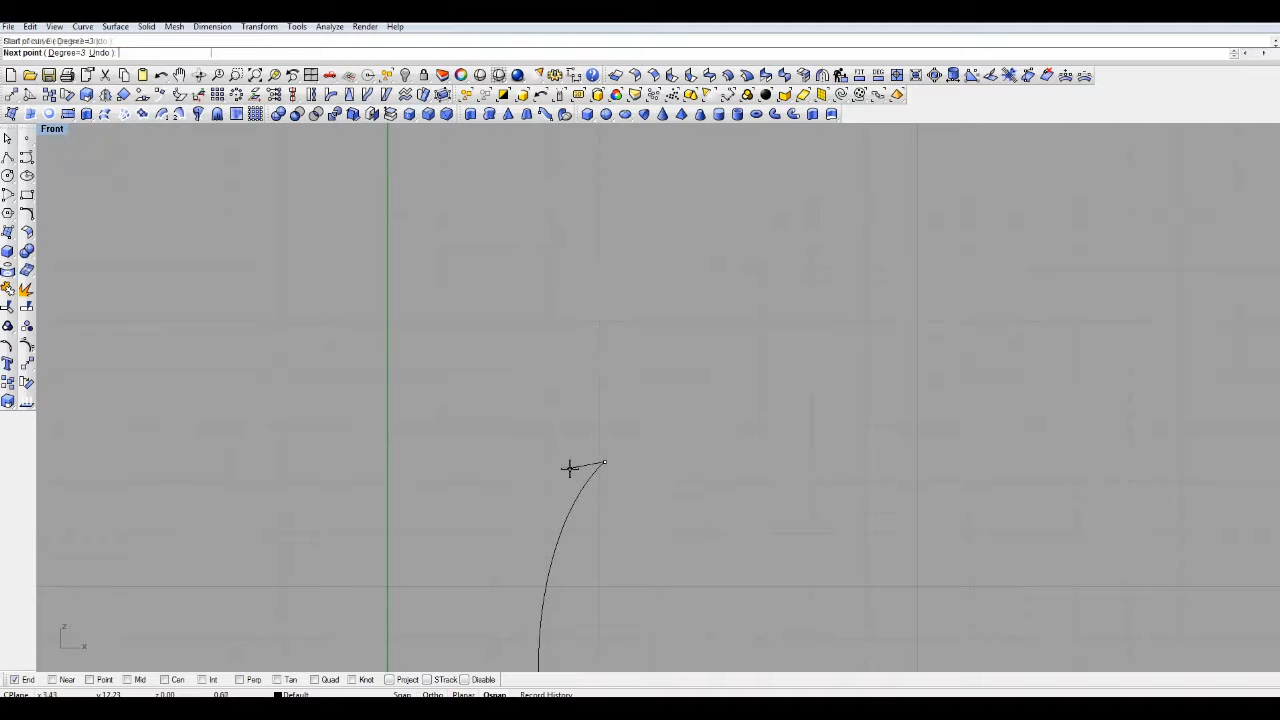 File Edit View Curve Surface Solid Mesh Dimension Transform Tools Analyze Render Help
Start of curve ( Degree=3
Next point ( Degree=3 Undo ):
Front
z
x
End Near Point Mid Cen Int Perp Tan Quad Knot Project STrack Disable
CPlane x 3.43 y 12.23 z 0.00 0.67 Default Snap Ortho Planar Osnap Record History